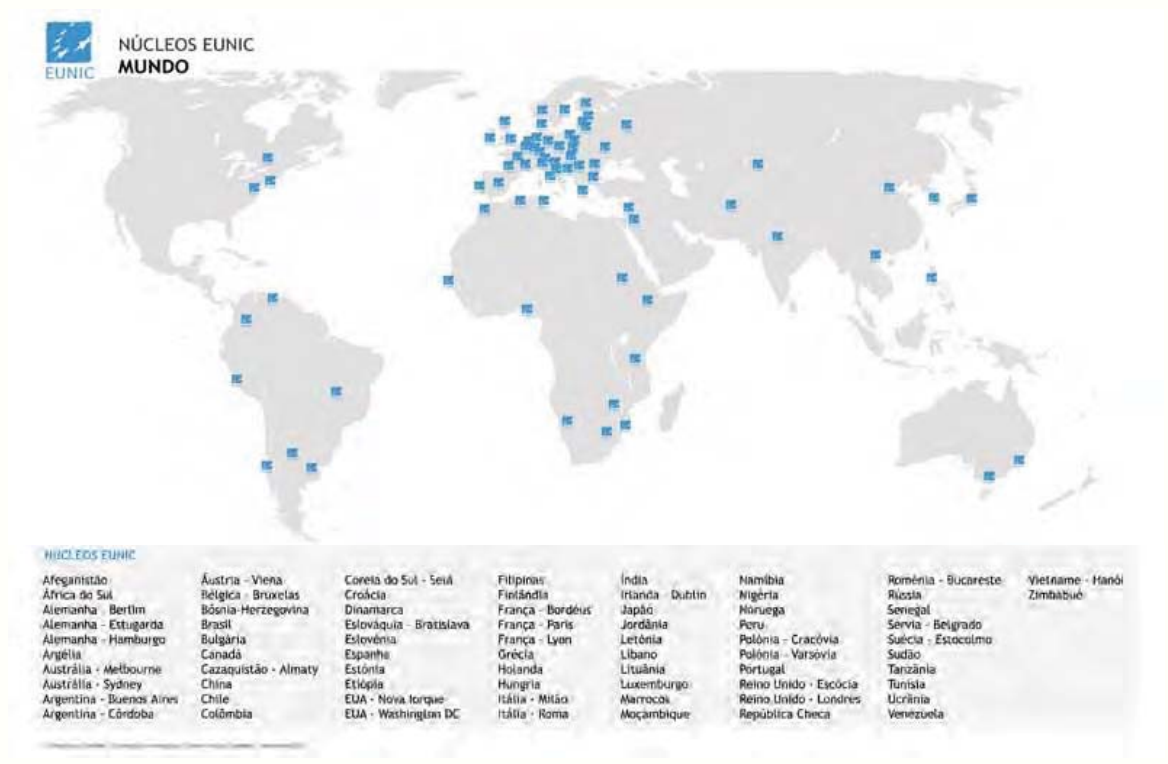 EUNIC
NÚCLEOS EUNIC
MUNDO
NÚCLEOS EUNIC
Afeganistão
África do Sul
Alemanha - Berlim
Alemanha - Estugarda
Alemanha - Hamburgo
Argélia
Austrália - Melbourne
Austrália - Sydney
Argentina - Buenos Aires
Argentina - Córdoba
Áustria - Viena
Bélgica - Bruxelas
Bósnia-Herzegovina
Brasil
Bulgária
Canadá
Cazaquistão - Almaty
China
Chile
Colômbia
Coreia do Sul - Seul
Croácia
Dinamarca
Eslováquia - Bratislava
Eslovénia
Espanha
Estónia
Etiópia
EUA - Nova Iorque
EUA - Washington DC
Filipinas
Finlândia
França - Bordéus
França - Paris
França - Lyon
Grécia
Holanda
Hungria
Itália - Milão
Itália - Roma
Índia
Irlanda - Dublin
Japão
Jordânia
Letónia
Líbano
Lituânia
Luxemburgo
Marrocos
Moçambique
Namíbia
Nigéria
Noruega
Peru
Polónia - Cracóvia
Polónia - Varsóvia
Portugal
Reino Unido - Escócia
Reino Unido - Londres
República Checa
Roménia - Bucareste
Rússia
Senegal
Sérvia - Belgrado
Suécia - Estocolmo
Sudão
Tanzânia
Tunísia
Ucrânia
Venezuela
Vietname - Hanói
Zimbabué